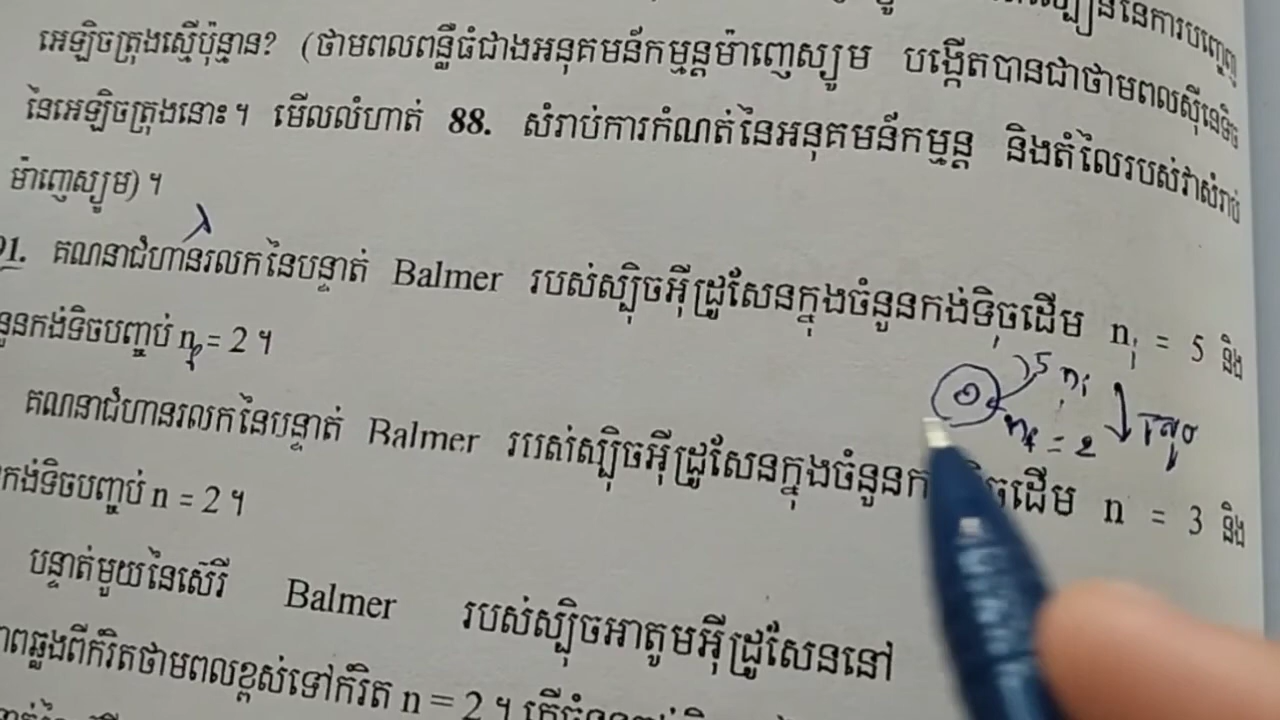 ន័យនៃការបញ្ចេញ
អេឡិចត្រុងស្មើប៉ុន្មាន? (ថាមពលពន្លឺធំជាងអនុគមន៍កម្មន្តម៉ាញេស្យូម បង្កើតបានជាថាមពលស៊ីនេទិច
នៃអេឡិចត្រុងនោះ។ មើលលំហាត់ 88. សំរាប់ការកំណត់នៃអនុគមន៍កម្មន្ត និងតំលៃរបស់វាសំរាប់
ម៉ាញេស្យូម)។
λ
91. គណនាជំហានរលកនៃបន្ទាត់ Balmer របស់ស្ប៉ិចអ៊ីដ្រូសែនក្នុងចំនួនកង់ទិចដើម n i = 5 និង
នួនកង់ទិចបញ្ចប់ n f = 2 ។
5 ni
nf = 2
គណនាជំហានរលកនៃបន្ទាត់ Balmer របស់ស្ប៉ិចអ៊ីដ្រូសែនក្នុងចំនួនក ទិចដើម n = 3 និង
កង់ទិចបញ្ចប់ n = 2 ។
បន្ទាត់មួយនៃស៊េរី Balmer របស់ស្ប៉ិចអាតូមអ៊ីដ្រូសែននៅ
ាពឆ្លងពីកំរិតថាមពលខ្ពស់ទៅកំរិត n = 2 ។